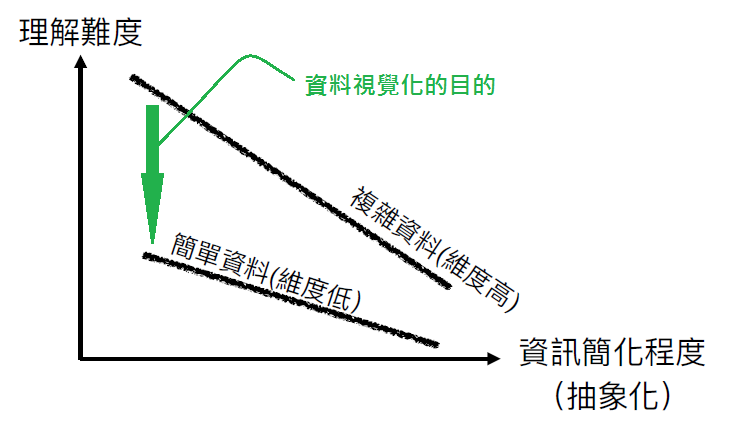 理解難度
資料視覺化的目的
複雜資料(維度高)
簡單資料(維度低)
資訊簡化程度
(抽象化)